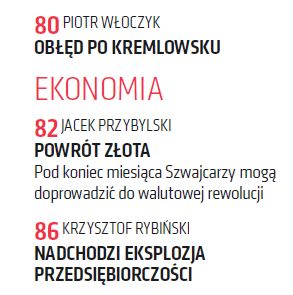 80 PIOTR WŁOCZYK
OBŁĘD PO KREMLOWSKU
EKONOMIA
82 JACEK PRZYBYLSKI
POWRÓT ZŁOTA
Pod koniec miesiąca Szwajcarzy mogą
doprowadzić do walutowej rewolucji
86 KRZYSZTOF RYBIŃSKI
NADCHODZI EKSPLOZJA
PRZEDSIĘBIORCZOŚCI